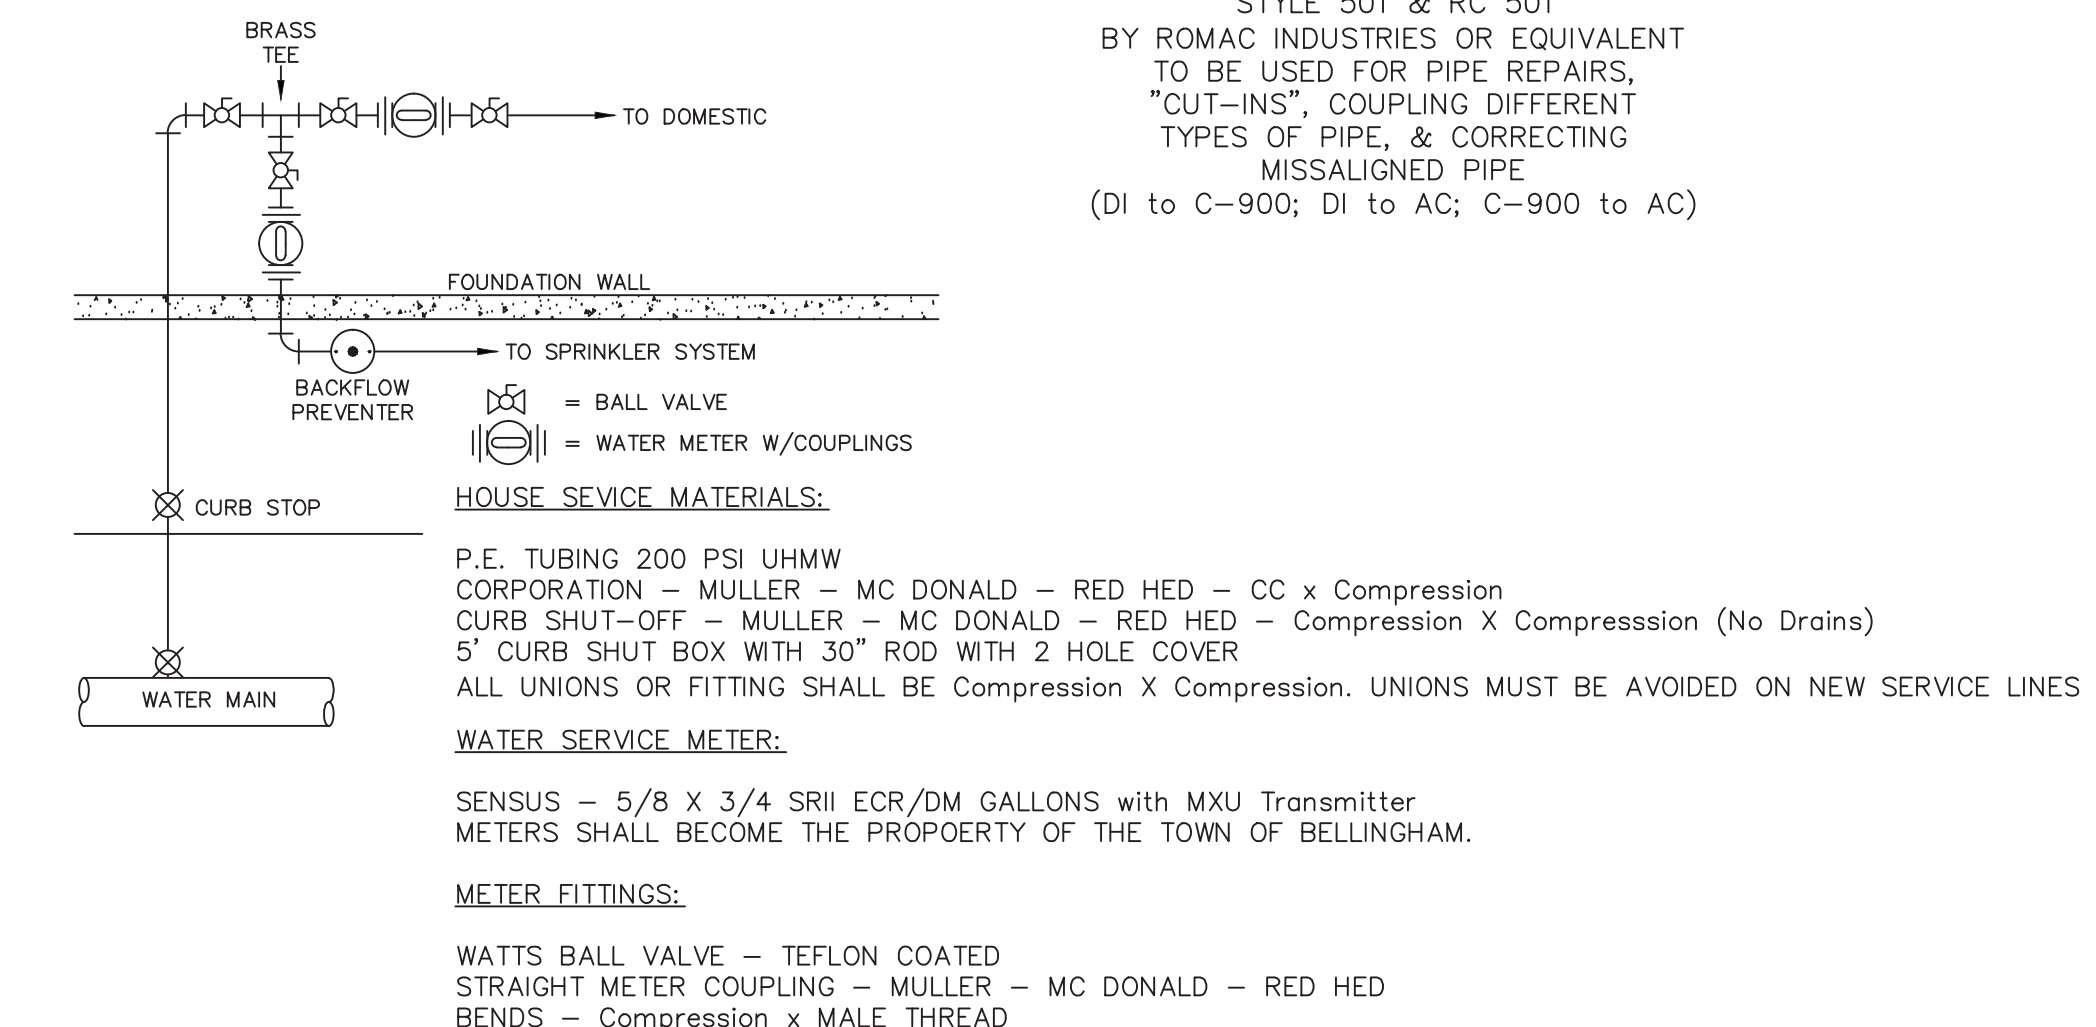 BRASS
TEE
TO DOMESTIC
FOUNDATION WALL
TO SPRINKLER SYSTEM
BACKFLOW
PREVENTER
= BALL VALVE
= WATER METER W/COUPLINGS
CURB STOP
WATER MAIN
STYLE 501 & RC 501
BY ROMAC INDUSTRIES OR EQUIVALENT
TO BE USED FOR PIPE REPAIRS,
"CUT-INS", COUPLING DIFFERENT
TYPES OF PIPE, & CORRECTING
MISSALIGNED PIPE
(DI to C-900; DI to AC; C-900 to AC)
HOUSE SEVICE MATERIALS:
P.E. TUBING 200 PSI UHMW
CORPORATION - MULLER - MC DONALD - RED HED - CC x Compression
CURB SHUT-OFF - MULLER - MC DONALD - RED HED - Compression X Compresssion (No Drains)
5' CURB SHUT BOX WITH 30" ROD WITH 2 HOLE COVER
ALL UNIONS OR FITTING SHALL BE Compression X Compression. UNIONS MUST BE AVOIDED ON NEW SERVICE LINES
WATER SERVICE METER:
SENSUS - 5/8 X 3/4 SRII ECR/DM GALLONS with MXU Transmitter
METERS SHALL BECOME THE PROPOERTY OF THE TOWN OF BELLINGHAM.
METER FITTINGS:
WATTS BALL VALVE - TEFLON COATED
STRAIGHT METER COUPLING - MULLER - MC DONALD - RED HED
BENDS - Compression x MALE THREAD